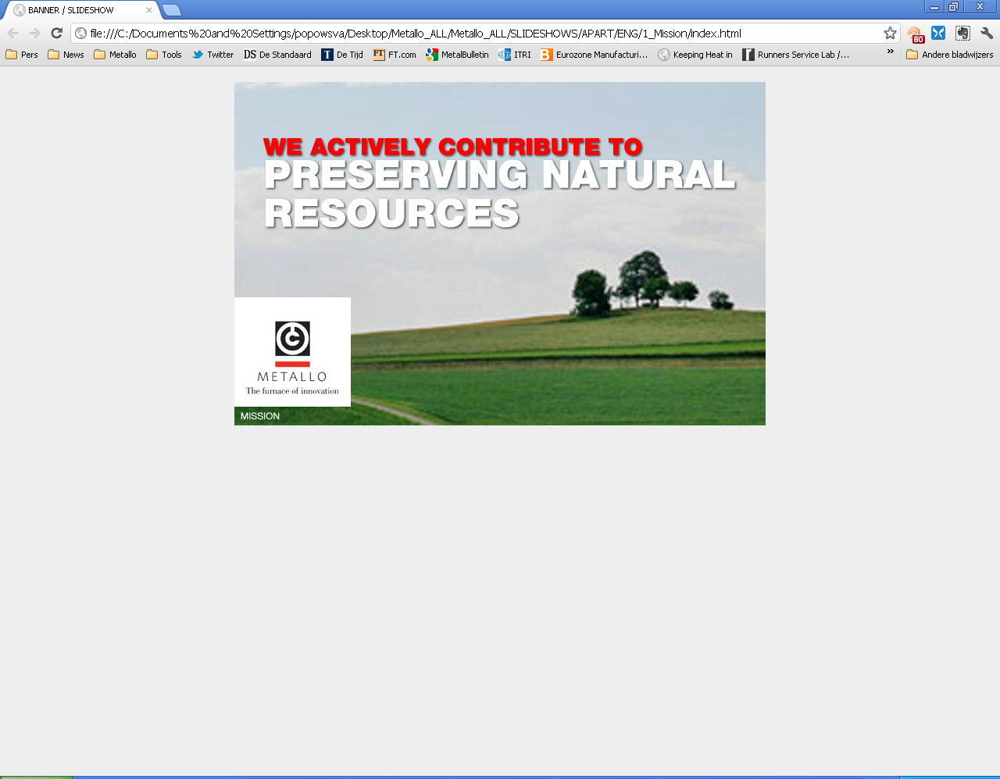 BANNER / SLIDESHOW
file:///C:/Documents%20and%20Settings/popowsva/Desktop/Metallo_ALL/Metallo_ALL/SLIDESHOWS/APART/ENG/1_Mission/index.html
80
Pers News Metallo Tools Twitter DS De Standaard T De Tijd FT FT.com MetalBulletin ITRI B Eurozone Manufacturi... Keeping Heat in Runners Service Lab /... » Andere bladwijzers
WE ACTIVELY CONTRIBUTE TO
PRESERVING NATURAL
RESOURCES
METALLO
The furnace of innovation
MISSION